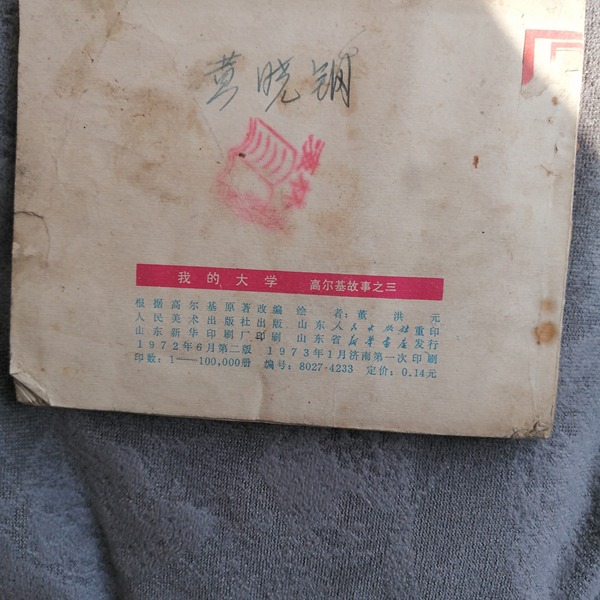 黄晓钢
我的大学 高尔基故事之三
根据高尔基原著改编 绘者:董洪元
人民美术出版社出版 山东人民出版社重印
山东新华印刷厂印刷 山东省新华书店发行
1972年6月第二版 1973年1月济南第一次印刷
印数:1——100,000册 编号:8027·4233 定价:0.14元